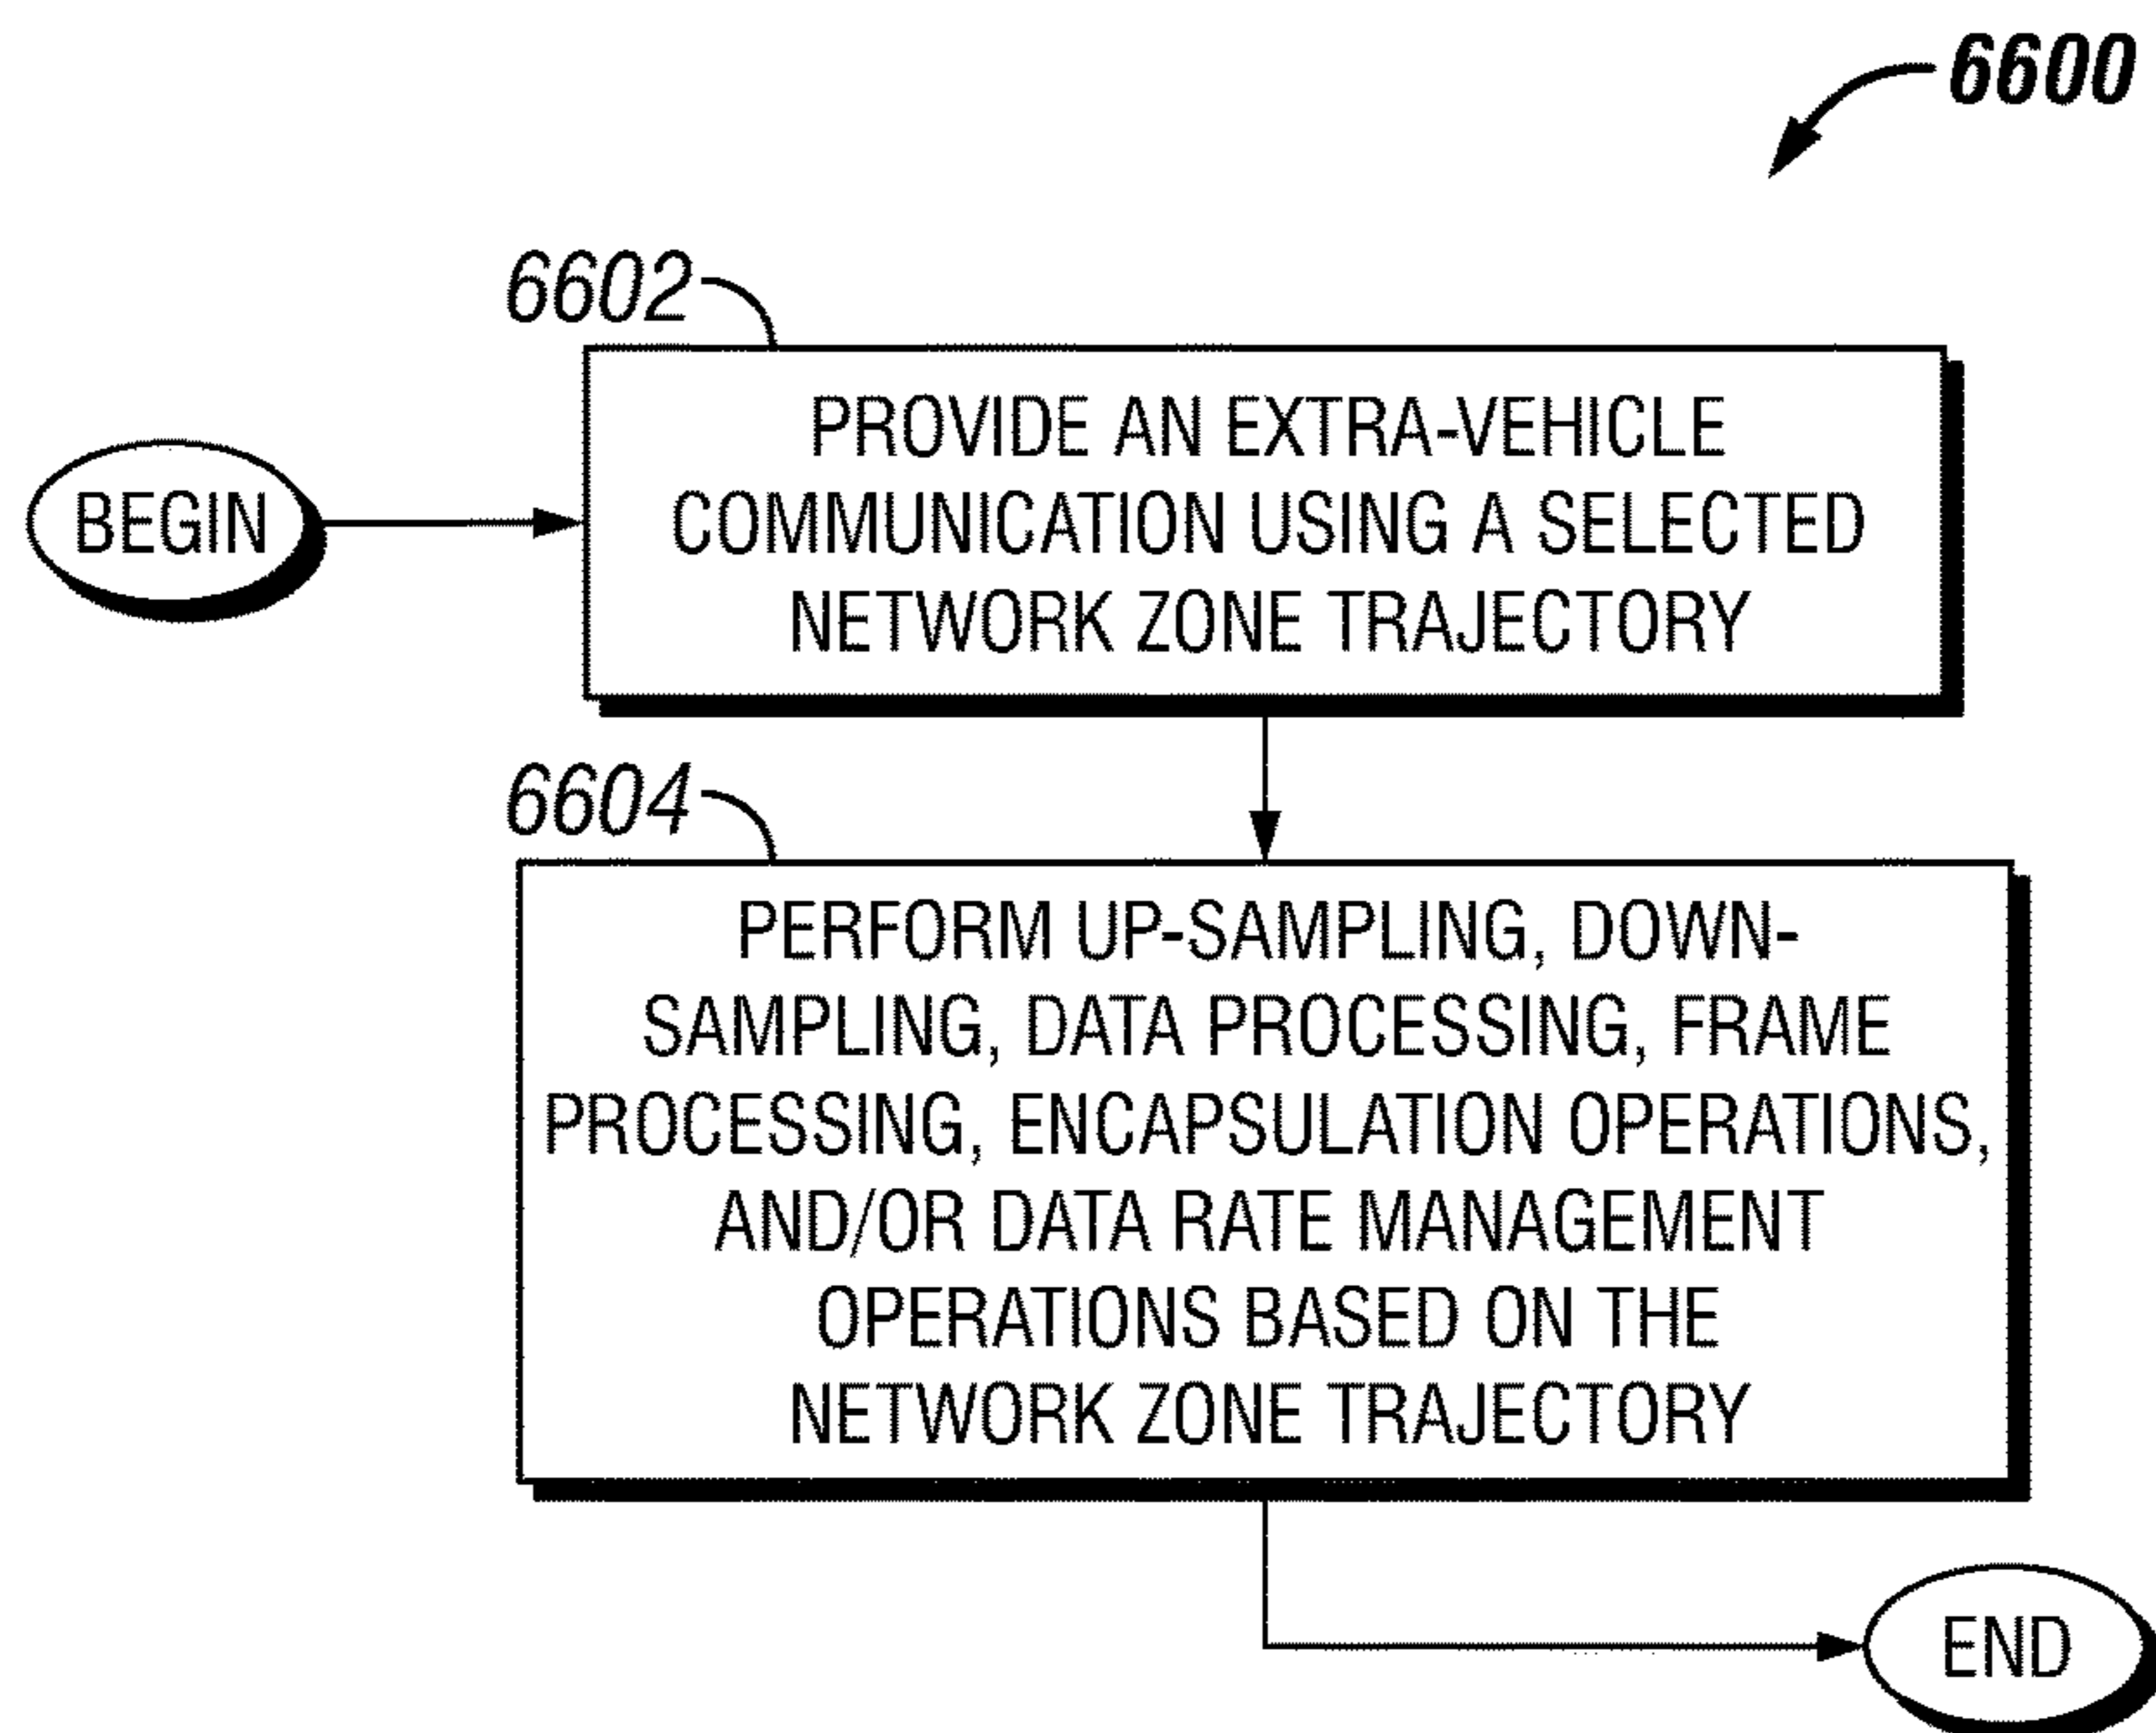 6600
6602
PROVIDE AN EXTRA-VEHICLE
COMMUNICATION USING A SELECTED
NETWORK ZONE TRAJECTORY
BEGIN
6604
PERFORM UP-SAMPLING, DOWN-
SAMPLING, DATA PROCESSING, FRAME
PROCESSING, ENCAPSULATION OPERATIONS,
AND/OR DATA RATE MANAGEMENT
OPERATIONS BASED ON THE
NETWORK ZONE TRAJECTORY
END